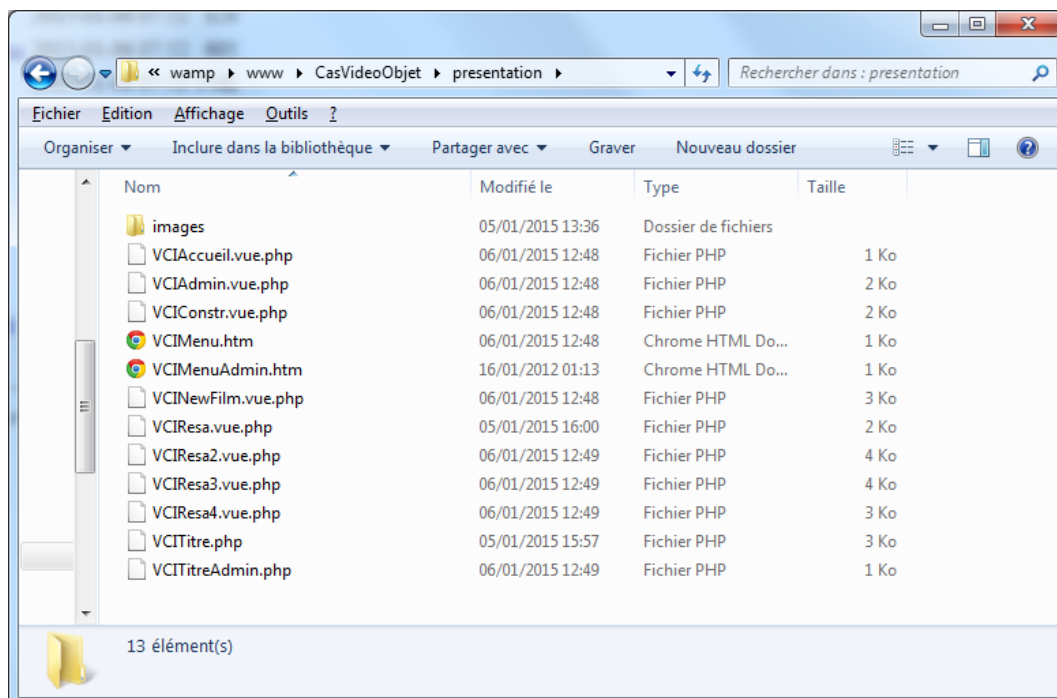 « wamp ▸ www ▸ CasVideoObjet ▸ presentation ▸ Rechercher dans : presentation
Fichier Edition Affichage Outils ?
Organiser Inclure dans la bibliothèque Partager avec Graver Nouveau dossier
Nom Modifié le Type Taille
images 05/01/2015 13:36 Dossier de fichiers
VCIAccueil.vue.php 06/01/2015 12:48 Fichier PHP 1 Ko
VCIAdmin.vue.php 06/01/2015 12:48 Fichier PHP 2 Ko
VCIConstr.vue.php 06/01/2015 12:48 Fichier PHP 2 Ko
VCIMenu.htm 06/01/2015 12:48 Chrome HTML Do... 1 Ko
VCIMenuAdmin.htm 16/01/2012 01:13 Chrome HTML Do... 1 Ko
VCINewFilm.vue.php 06/01/2015 12:48 Fichier PHP 3 Ko
VCIResa.vue.php 05/01/2015 16:00 Fichier PHP 2 Ko
VCIResa2.vue.php 06/01/2015 12:49 Fichier PHP 4 Ko
VCIResa3.vue.php 06/01/2015 12:49 Fichier PHP 4 Ko
VCIResa4.vue.php 06/01/2015 12:49 Fichier PHP 3 Ko
VCITitre.php 05/01/2015 15:57 Fichier PHP 3 Ko
VCITitreAdmin.php 06/01/2015 12:49 Fichier PHP 1 Ko
13 élément(s)